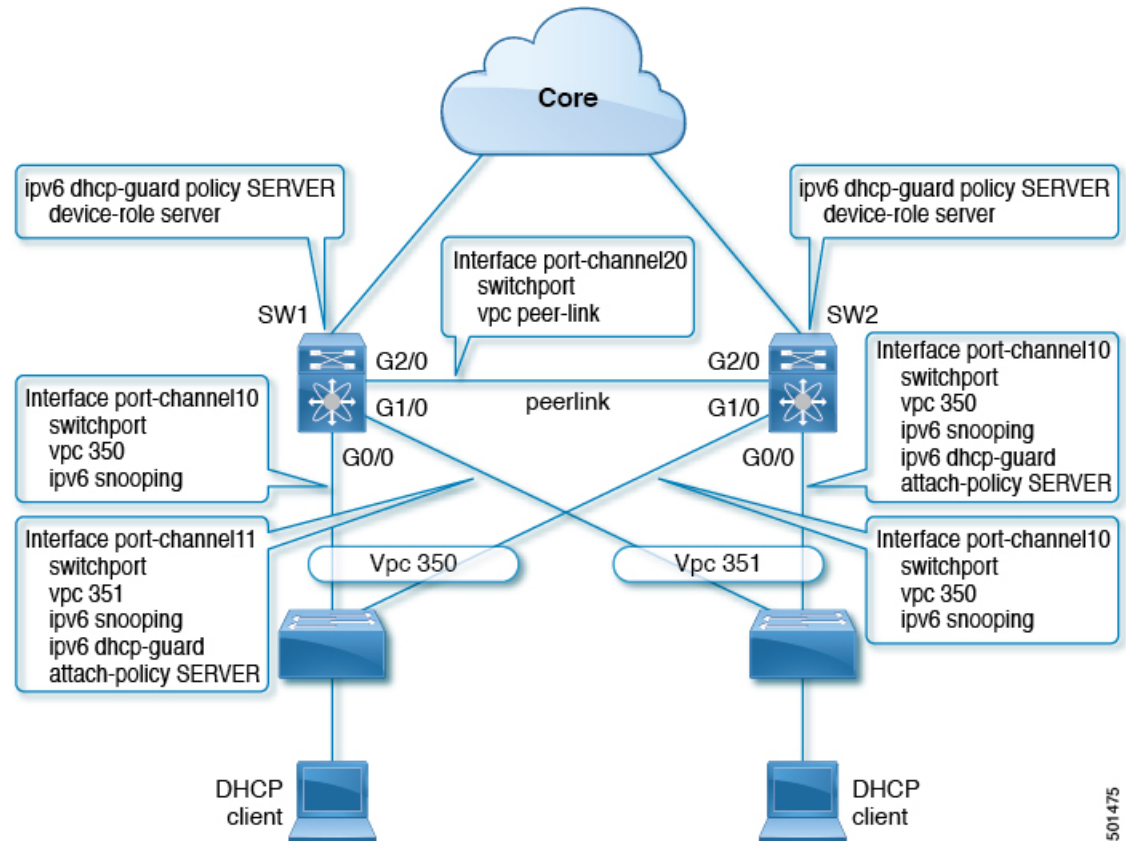 Core
ipv6 dhcp-guard policy SERVER
device-role server
ipv6 dhcp-guard policy SERVER
device-role server
Interface port-channel20
switchport
vpc peer-link
SW1
SW2
G2/0
G2/0
peerlink
G1/0
G1/0
G0/0
G0/0
Interface port-channel10
switchport
vpc 350
ipv6 snooping
Interface port-channel10
switchport
vpc 350
ipv6 snooping
ipv6 dhcp-guard
attach-policy SERVER
Interface port-channel11
switchport
vpc 351
ipv6 snooping
ipv6 dhcp-guard
attach-policy SERVER
Vpc 350
Vpc 351
Interface port-channel10
switchport
vpc 350
ipv6 snooping
DHCP
client
DHCP
client
501475